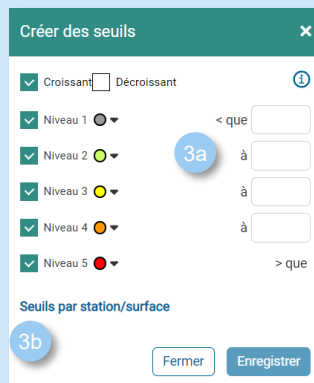 Créer des seuils ×
Croissant Décroissant i
Niveau 1 < que
3a
Niveau 2 à
Niveau 3 à
Niveau 4 à
Niveau 5 > que
Seuils par station/surface
3b
Fermer Enregistrer